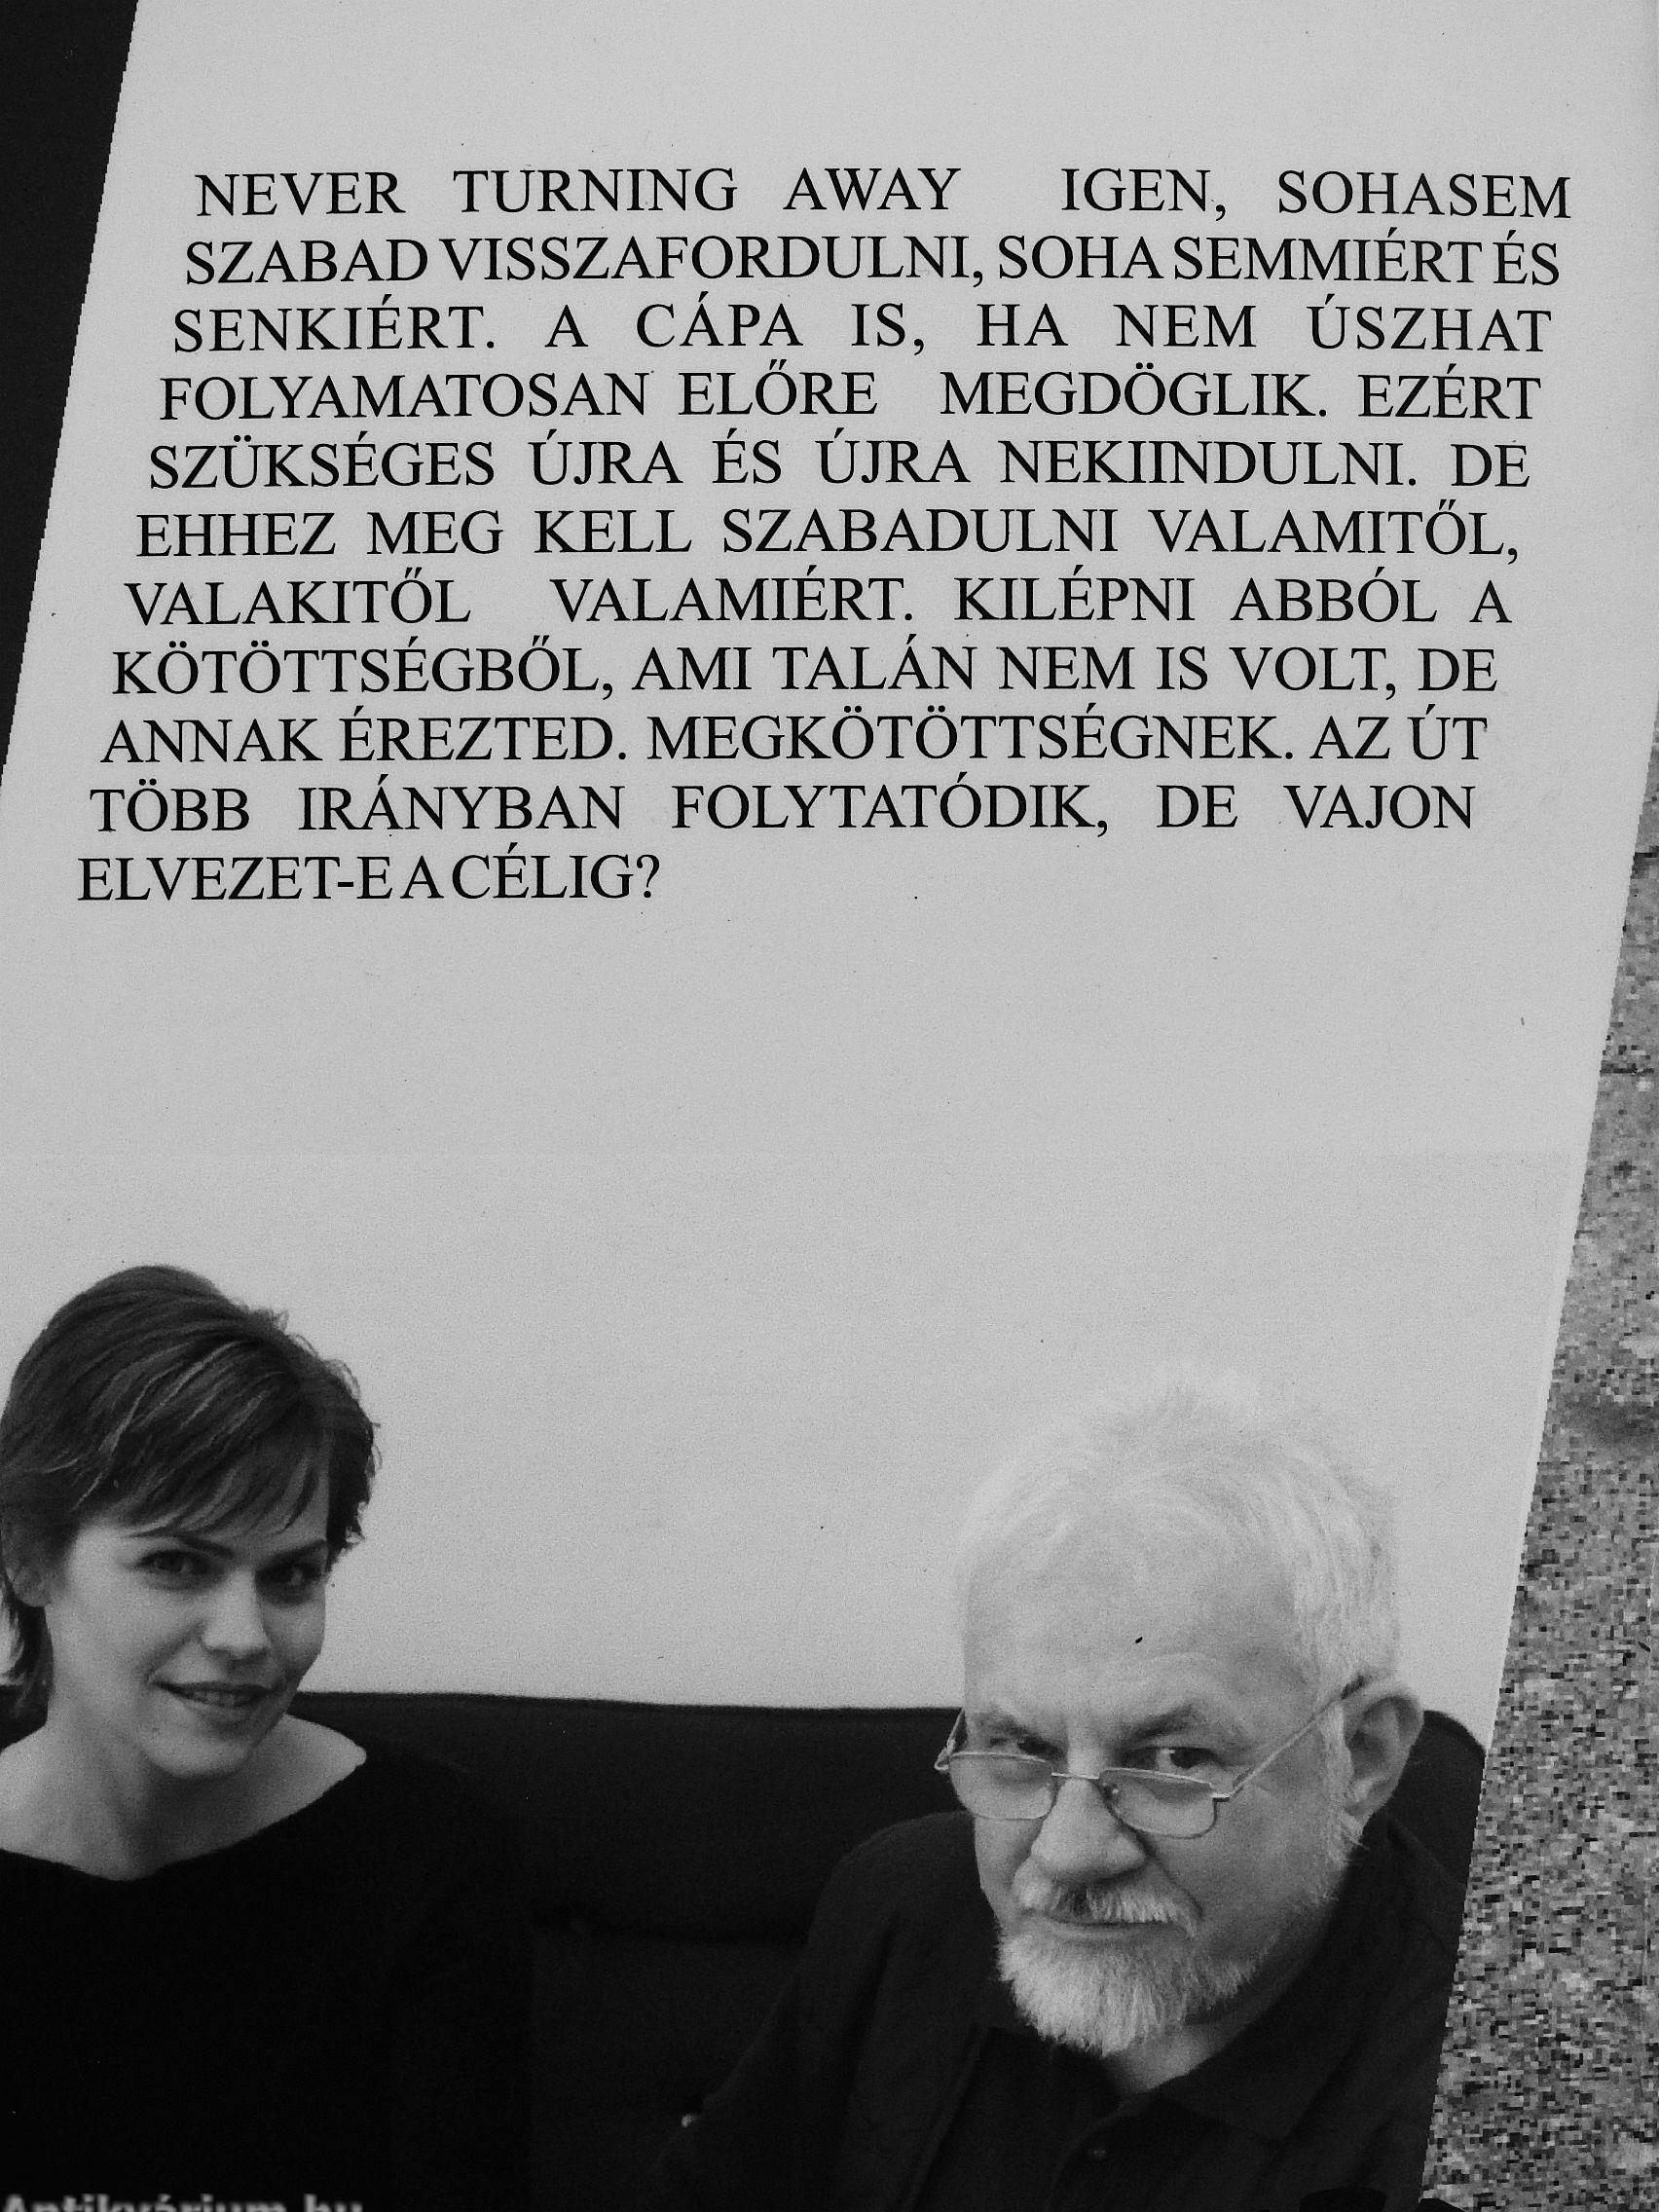 NEVER TURNING AWAY IGEN, SOHASEM
SZABAD VISSZAFORDULNI, SOHA SEMMIÉRT ÉS
SENKIÉRT. A CÁPA IS, HA NEM ÚSZHAT
FOLYAMATOSAN ELŐRE MEGDÖGLIK. EZÉRT
SZÜKSÉGES ÚJRA ÉS ÚJRA NEKIINDULNI. DE
EHHEZ MEG KELL SZABADULNI VALAMITŐL,
VALAKITŐL VALAMIÉRT. KILÉPNI ABBÓL A
KÖTÖTTSÉGBŐL, AMI TALÁN NEM IS VOLT, DE
ANNAK ÉREZTED. MEGKÖTÖTTSÉGNEK. AZ ÚT
TÖBB IRÁNYBAN FOLYTATÓDIK, DE VAJON
ELVEZET-E A CÉLIG?
Antikvárium.hu